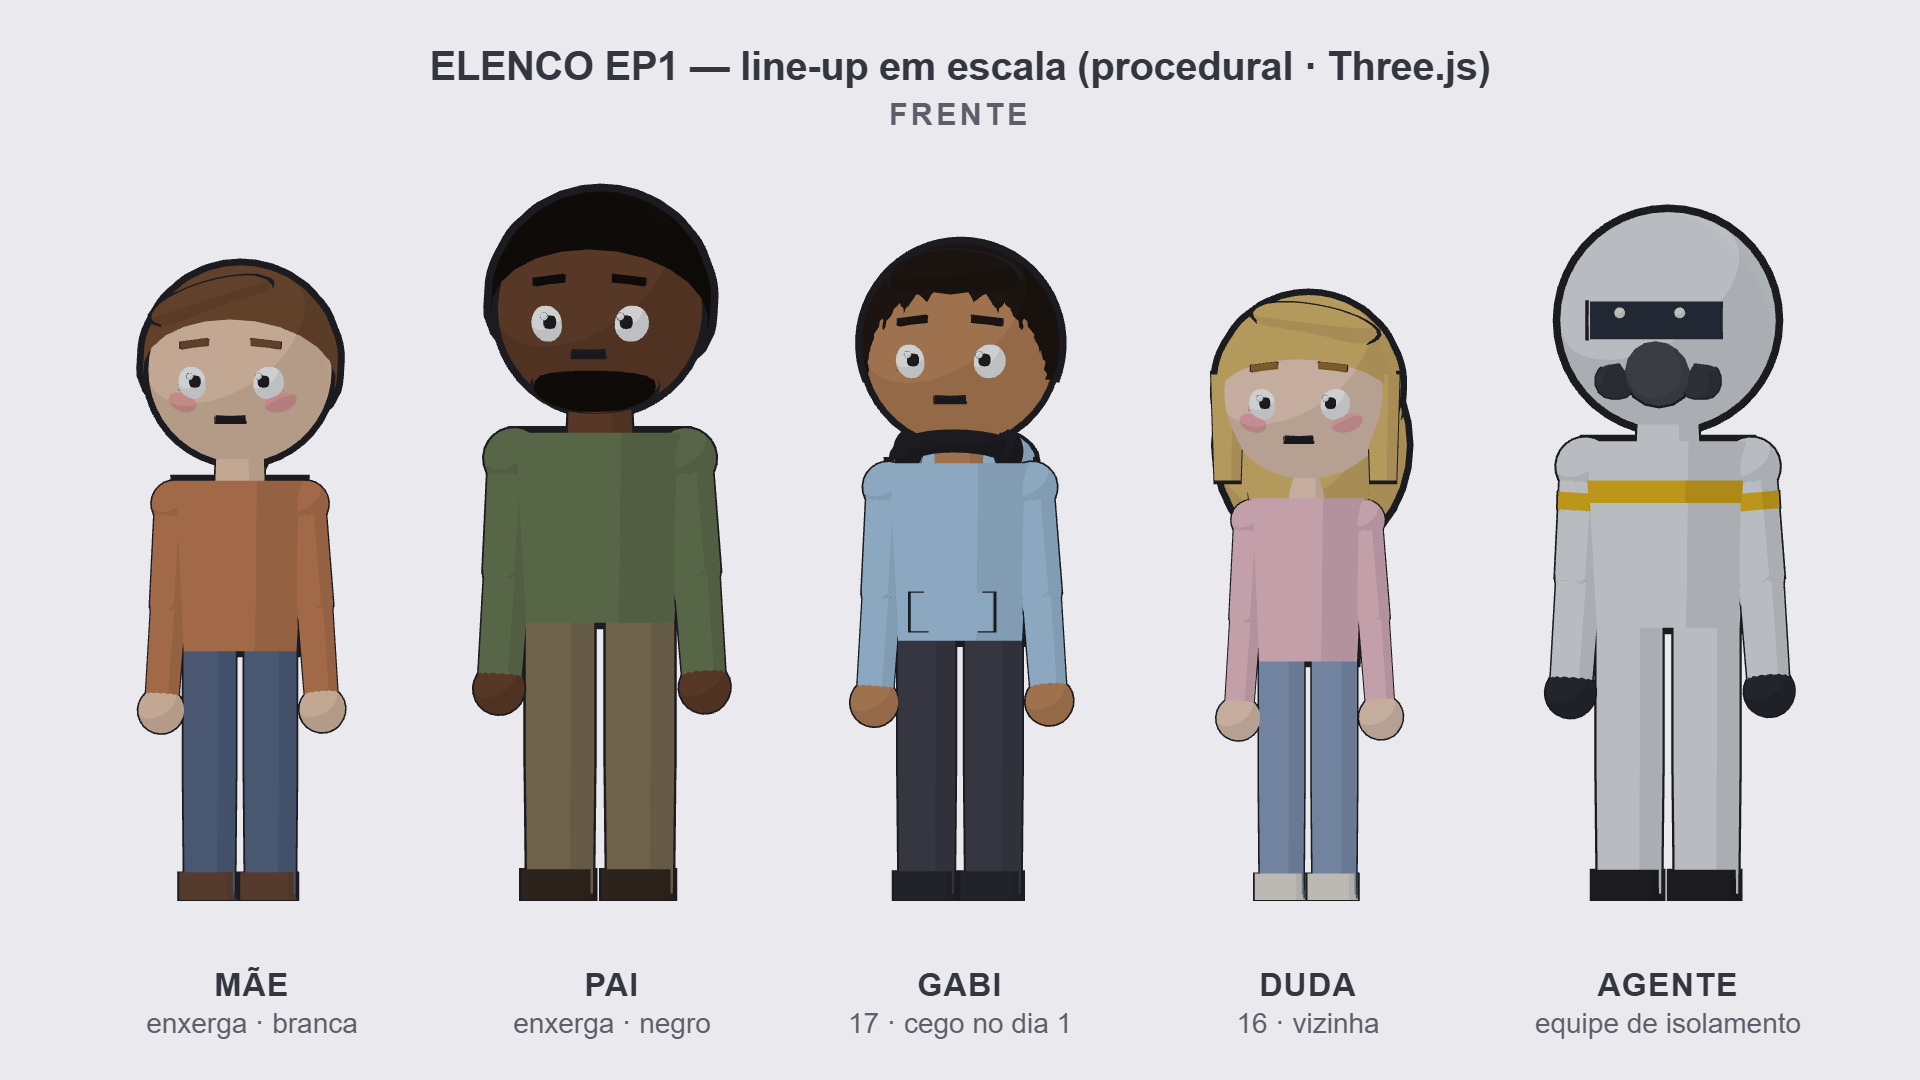 ELENCO EP1 — line-up em escala (procedural · Three.js)
FRENTE
MÃE
enxerga · branca
PAI
enxerga · negro
GABI
17 · cego no dia 1
DUDA
16 · vizinha
AGENTE
equipe de isolamento